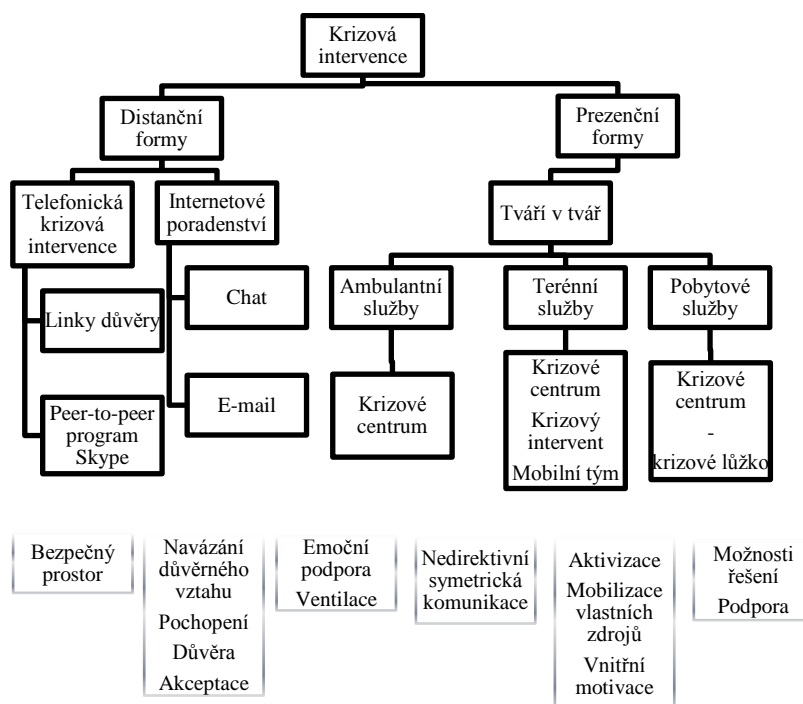 Krizová
intervence
Distanční
formy
Prezenční
formy
Telefonická
krizová
intervence
Internetové
poradenství
Tváří v tvář
Linky důvěry
Chat
Ambulantní
služby
Terénní
služby
Pobytové
služby
Peer-to-peer
program
Skype
E-mail
Krizové
centrum
Krizové
centrum
Krizový
intervent
Mobilní tým
Krizové
centrum
-
krizové lůžko
Bezpečný
prostor
Navázání
důvěrného
vztahu
Pochopení
Důvěra
Akceptace
Emoční
podpora
Ventilace
Nedirektivní
symetrická
komunikace
Aktivizace
Mobilizace
vlastních
zdrojů
Vnitřní
motivace
Možnosti
řešení
Podpora